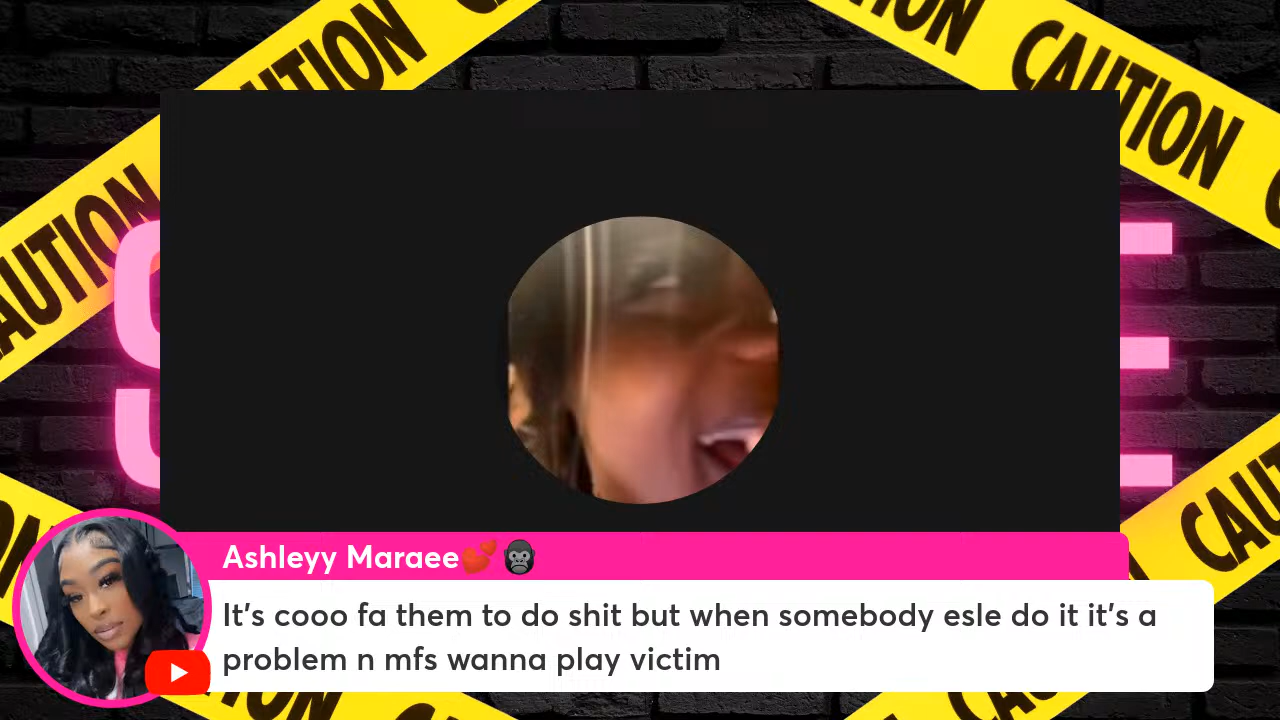 CAUTION
CAUTION
CAUTION
CAUTION
S
E
Ashleyy Maraee💕🦍
It's cooo fa them to do shit but when somebody esle do it it's a
problem n mfs wanna play victim